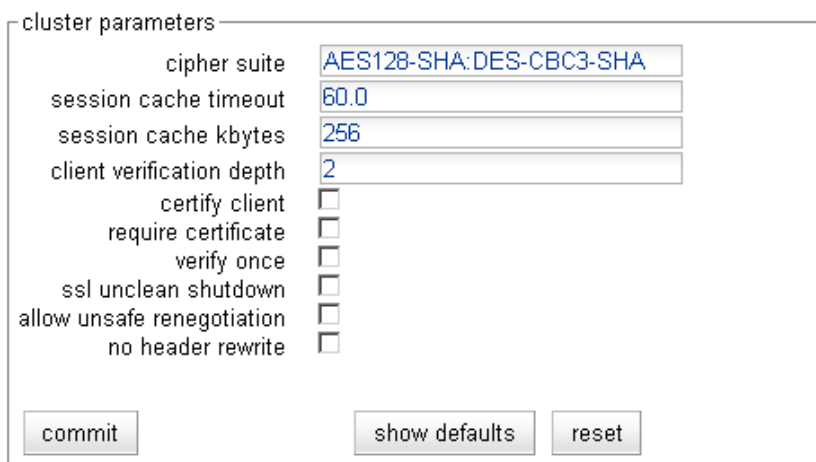 cluster parameters
cipher suite AES128-SHA:DES-CBC3-SHA
session cache timeout 60.0
session cache kbytes 256
client verification depth 2
certify client
require certificate
verify once
ssl unclean shutdown
allow unsafe renegotiation
no header rewrite
commit show defaults reset